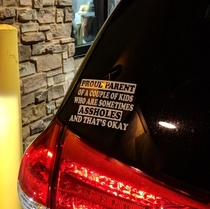 PROUD PARENT
OF A COUPLE OF KIDS
WHO ARE SOMETIMES
ASSHOLES
AND THAT'S OKAY